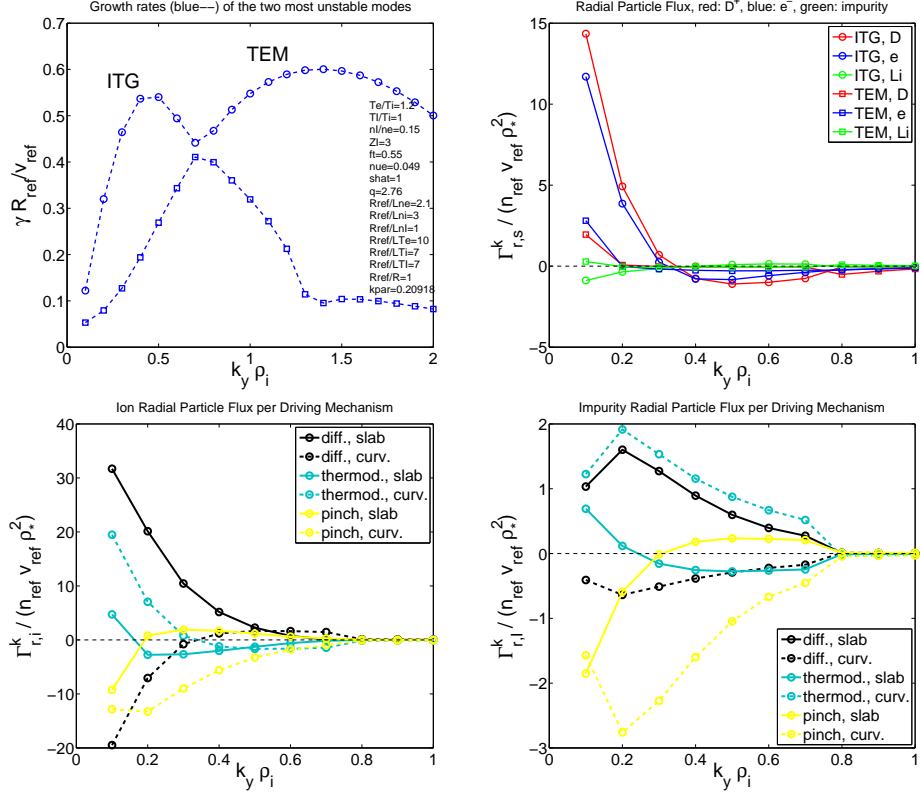 Growth rates (blue−−) of the two most unstable modes
0.7
0.6
0.5
0.4
0.3
0.2
0.1
0
0
0.5
1
1.5
2
γ R_ref/v_ref
k_y ρ_i
ITG
TEM
Te/Ti=1.2
TI/Ti=1
nI/ne=0.15
ZI=3
ft=0.55
nue=0.049
shat=1
q=2.76
Rref/Lne=2.1
Rref/Lni=3
Rref/LnI=1
Rref/LTe=10
Rref/LTi=7
Rref/LTI=7
Rref/R=1
kpar=0.20918
Radial Particle Flux, red: D⁺, blue: e⁻, green: impurity
15
10
5
0
−5
0
0.2
0.4
0.6
0.8
1
Γ^k_r,s / (n_ref v_ref ρ_*^2)
k_y ρ_i
ITG, D
ITG, e
ITG, Li
TEM, D
TEM, e
TEM, Li
Ion Radial Particle Flux per Driving Mechanism
40
30
20
10
0
−10
−20
0
0.2
0.4
0.6
0.8
1
Γ^k_r,i / (n_ref v_ref ρ_*^2)
k_y ρ_i
diff., slab
diff., curv.
thermod., slab
thermod., curv.
pinch, slab
pinch, curv.
Impurity Radial Particle Flux per Driving Mechanism
2
1
0
−1
−2
−3
0
0.2
0.4
0.6
0.8
1
Γ^k_r,I / (n_ref v_ref ρ_*^2)
k_y ρ_i
diff., slab
diff., curv.
thermod., slab
thermod., curv.
pinch, slab
pinch, curv.